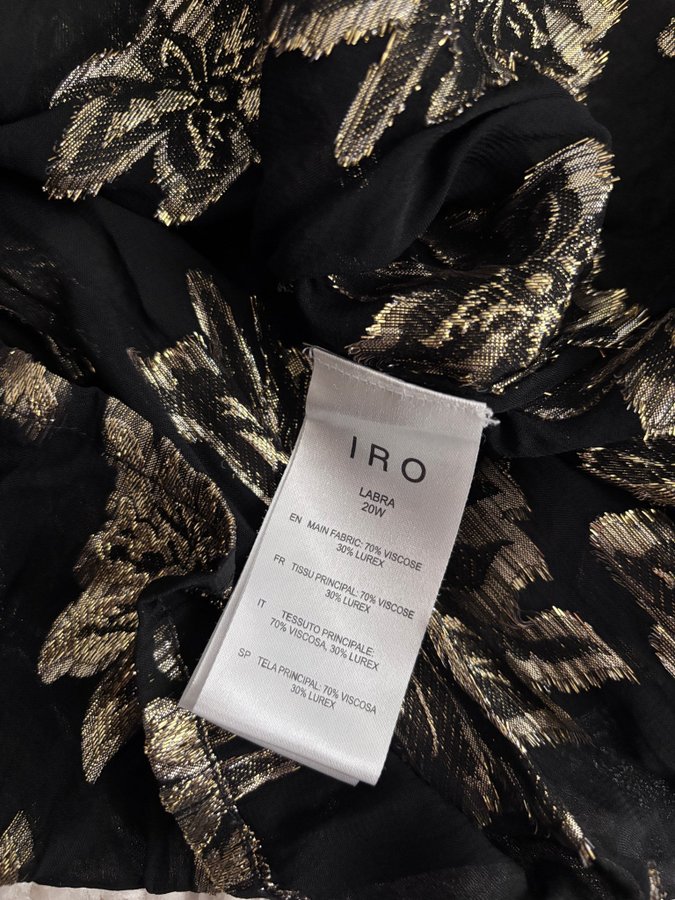 IRO
LABRA
20W
EN MAIN FABRIC: 70% VISCOSE
30% LUREX
FR TISSU PRINCIPAL: 70% VISCOSE
30% LUREX
IT TESSUTO PRINCIPALE:
70% VISCOSA, 30% LUREX
SP TELA PRINCIPAL: 70% VISCOSA
30% LUREX